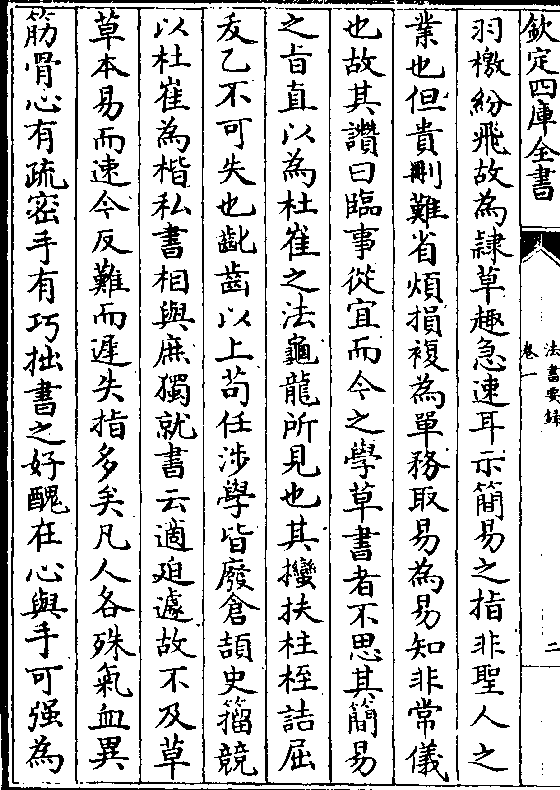 欽定四庫全書
法書要録
卷一
二
羽檄紛飛故為隷草趣急速耳示簡易之指非聖人之
業也但貴刪難省煩損複為單務取易為易知非常儀
也故其讃曰臨事從宜而今之學草書者不思其簡易
之㫖直以為杜崔之法龜龍所見也其扶柱桎詰屈
犮乙不可失也齔齒以上苟任涉學皆廢倉頡史籀競
以杜崔為楷私書相與庶獨就書云適廹遽故不及草
草本易而速今反難而遲失指多矣凡人各殊氣血異
筋骨心有疏密手有巧拙書之好醜在心與手可强為